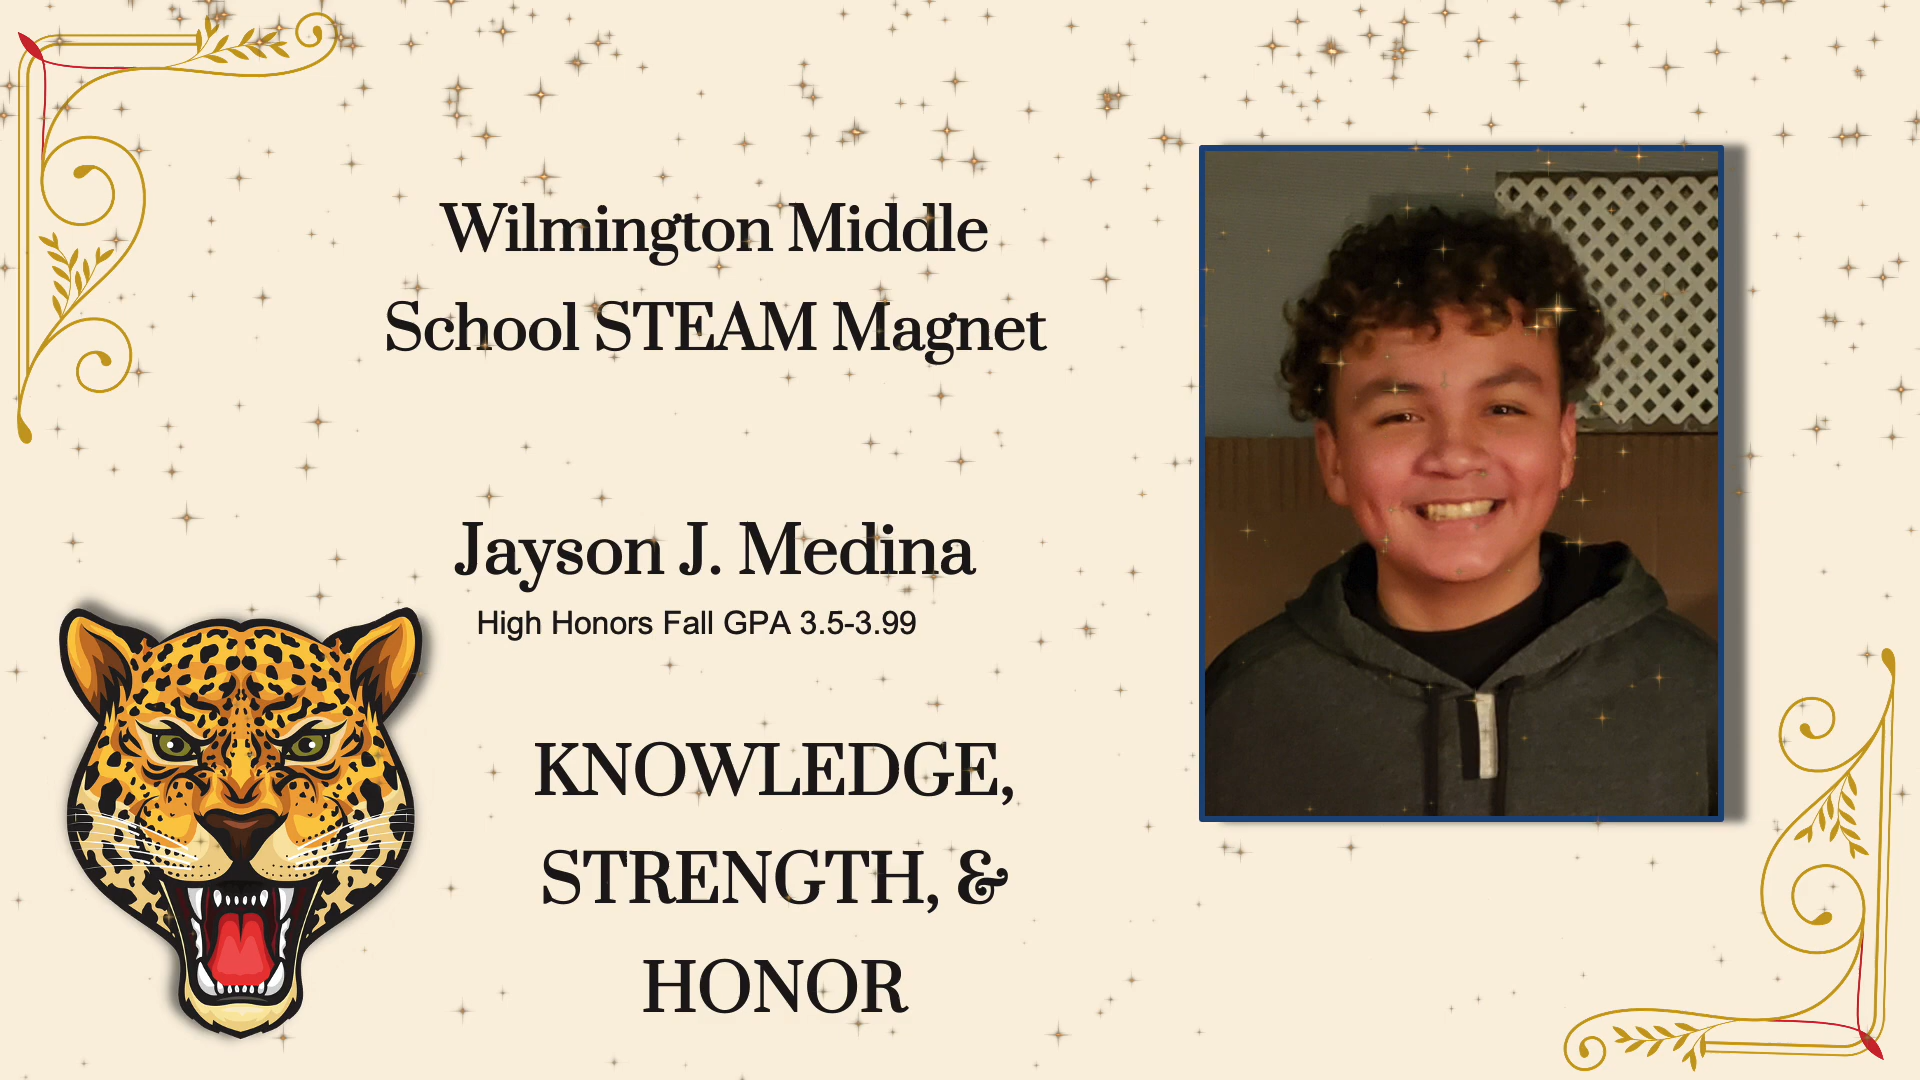 Wilmington Middle
School STEAM Magnet
Jayson J. Medina
High Honors Fall GPA 3.5-3.99
KNOWLEDGE,
STRENGTH, &
HONOR